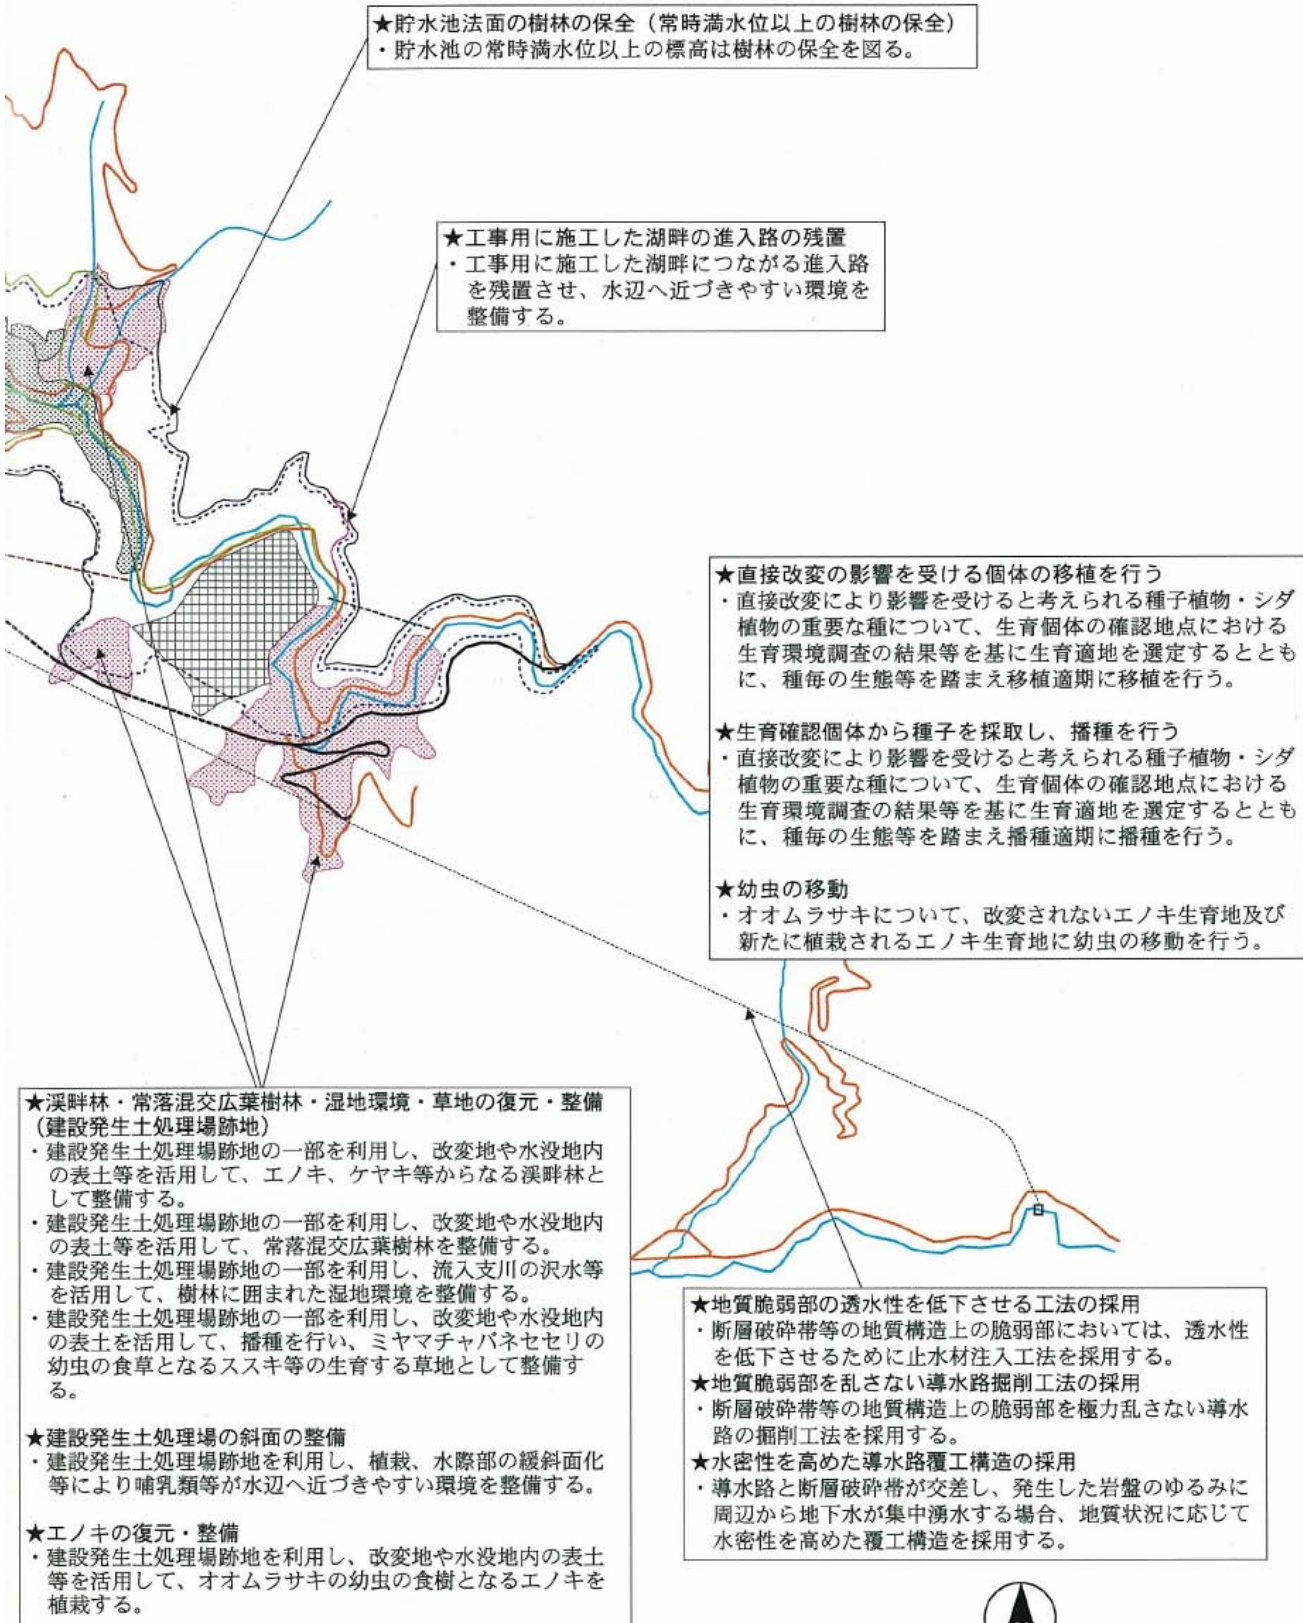 ★貯水池法面の樹林の保全（常時満水位以上の樹林の保全）
・貯水池の常時満水位以上の標高は樹林の保全を図る。
★工事用に施工した湖畔の進入路の残置
・工事用に施工した湖畔につながる進入路
を残置させ、水辺へ近づきやすい環境を
整備する。
★直接改変の影響を受ける個体の移植を行う
・直接改変により影響を受けると考えられる種子植物・シダ
植物の重要な種について、生育個体の確認地点における
生育環境調査の結果等を基に生育適地を選定するととも
に、種毎の生態等を踏まえ移植適期に移植を行う。
★生育確認個体から種子を採取し、播種を行う
・直接改変により影響を受けると考えられる種子植物・シダ
植物の重要な種について、生育個体の確認地点における
生育環境調査の結果等を基に生育適地を選定するととも
に、種毎の生態等を踏まえ播種適期に播種を行う。
★幼虫の移動
・オオムラサキについて、改変されないエノキ生育地及び
新たに植栽されるエノキ生育地に幼虫の移動を行う。
★渓畔林・常落混交広葉樹林・湿地環境・草地の復元・整備
（建設発生土処理場跡地）
・建設発生土処理場跡地の一部を利用し、改変地や水没地内
の表土等を活用して、エノキ、ケヤキ等からなる渓畔林と
して整備する。
・建設発生土処理場跡地の一部を利用し、改変地や水没地内
の表土等を活用して、常落混交広葉樹林を整備する。
・建設発生土処理場跡地の一部を利用し、流入支川の沢水等
を活用して、樹林に囲まれた湿地環境を整備する。
・建設発生土処理場跡地の一部を利用し、改変地や水没地内
の表土を活用して、播種を行い、ミヤマチャバネセセリの
幼虫の食草となるススキ等の生育する草地として整備す
る。
★建設発生土処理場の斜面の整備
・建設発生土処理場跡地を利用し、植栽、水際部の緩斜面化
等により哺乳類等が水辺へ近づきやすい環境を整備する。
★エノキの復元・整備
・建設発生土処理場跡地を利用し、改変地や水没地内の表土
等を活用して、オオムラサキの幼虫の食樹となるエノキを
植栽する。
★地質脆弱部の透水性を低下させる工法の採用
・断層破砕帯等の地質構造上の脆弱部においては、透水性
を低下させるために止水材注入工法を採用する。
★地質脆弱部を乱さない導水路掘削工法の採用
・断層破砕帯等の地質構造上の脆弱部を極力乱さない導水
路の掘削工法を採用する。
★水密性を高めた導水路覆工構造の採用
・導水路と断層破砕帯が交差し、発生した岩盤のゆるみに
周辺から地下水が集中湧水する場合、地質状況に応じて
水密性を高めた覆工構造を採用する。